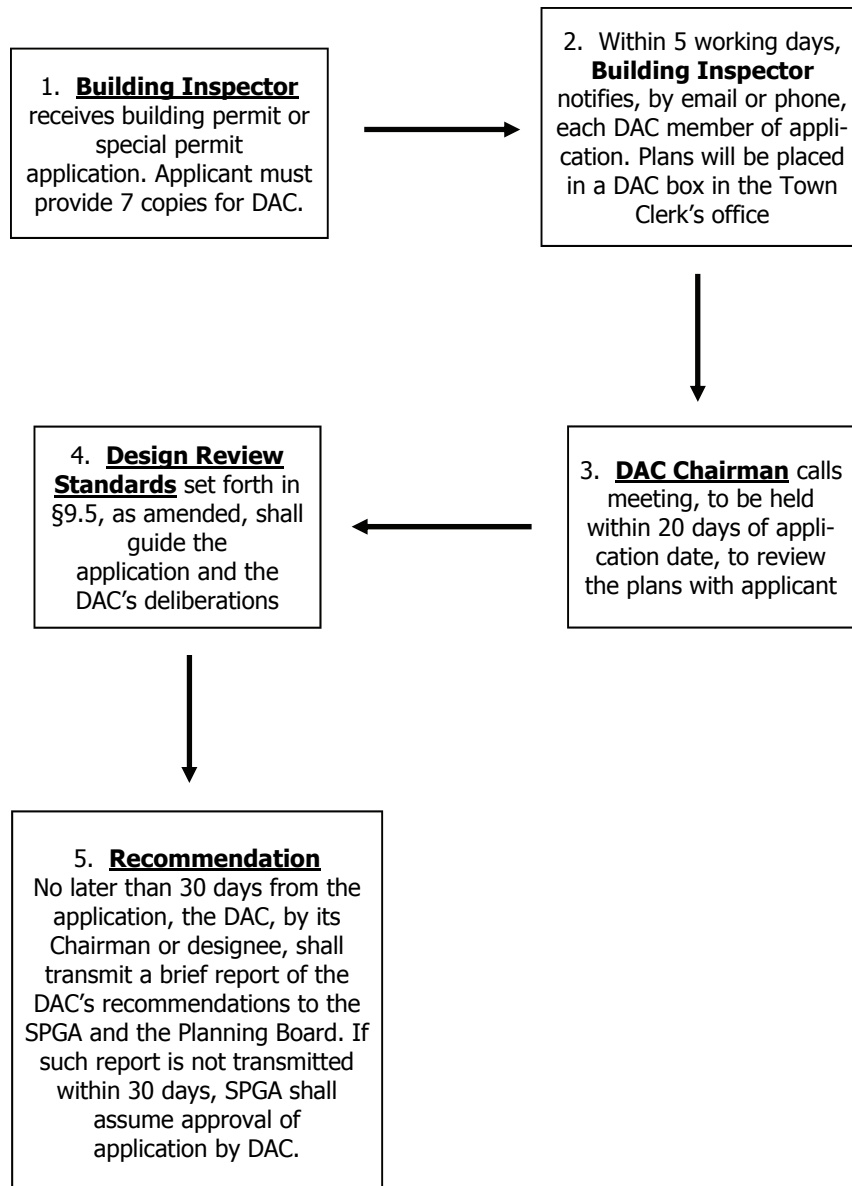 1. Building Inspector
receives building permit or
special permit
application. Applicant must
provide 7 copies for DAC.
2. Within 5 working days,
Building Inspector
notifies, by email or phone,
each DAC member of appli-
cation. Plans will be placed
in a DAC box in the Town
Clerk’s office
3. DAC Chairman calls
meeting, to be held
within 20 days of appli-
cation date, to review
the plans with applicant
4. Design Review
Standards set forth in
§9.5, as amended, shall
guide the
application and the
DAC’s deliberations
5. Recommendation
No later than 30 days from the
application, the DAC, by its
Chairman or designee, shall
transmit a brief report of the
DAC’s recommendations to the
SPGA and the Planning Board. If
such report is not transmitted
within 30 days, SPGA shall
assume approval of
application by DAC.